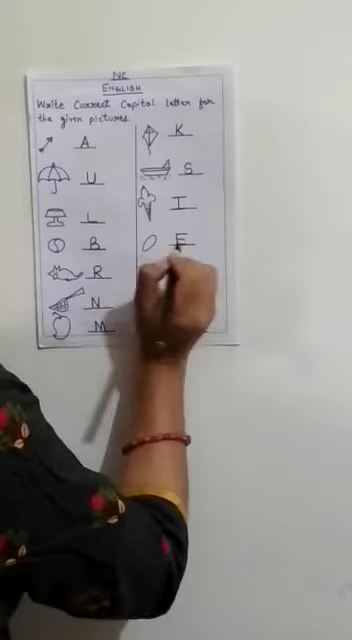 NC
ENGLISH
Write Correct Capital letter for
the given pictures.
A
U
L
B
R
N
M
K
S
I
E